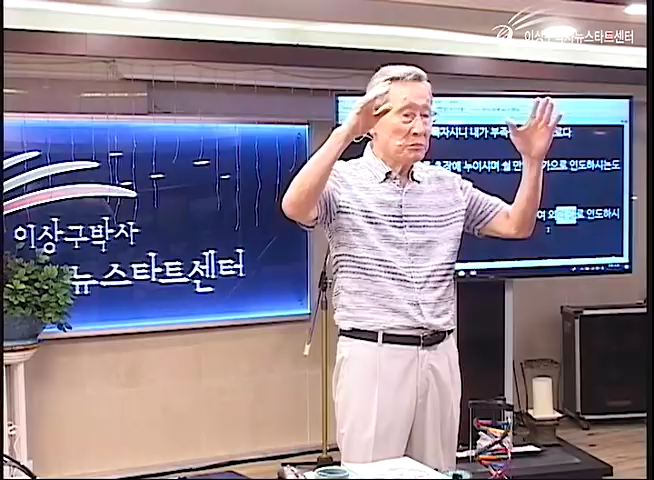 이상구박사뉴스타트센터
자시니 내가 부족
초장에 누이시며 쉴 만 가으로 인도하시는도
여 의 로 인도하시
이상구박사
뉴스타트센터